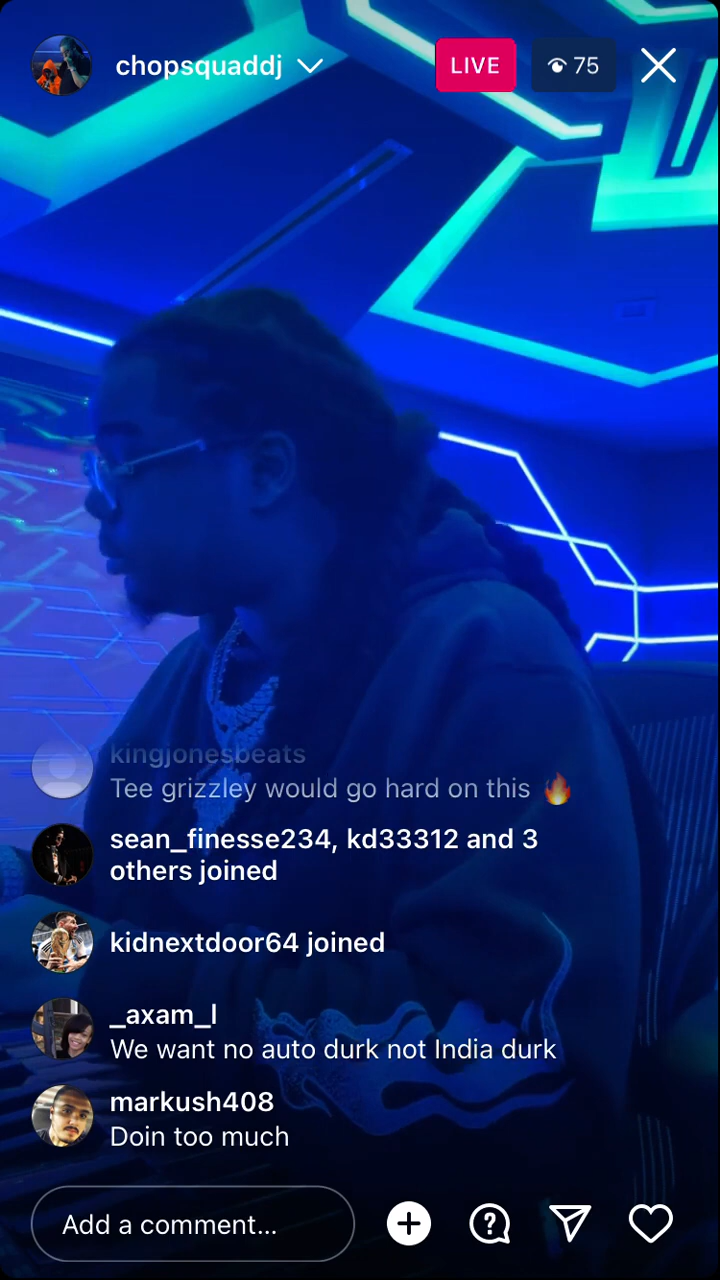 chopsquaddj
LIVE
75
kingjonesbeats
Tee grizzley would go hard on this 🔥
sean_finesse234, kd33312 and 3
others joined
kidnextdoor64 joined
_axam_l
We want no auto durk not India durk
markush408
Doin too much
Add a comment...